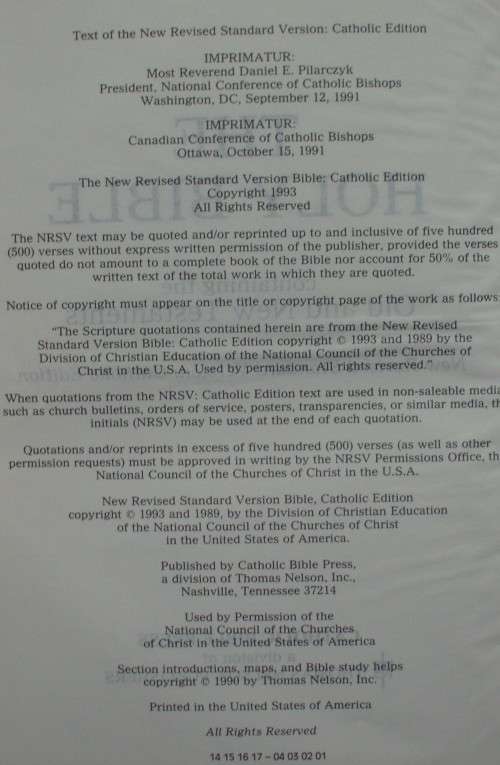 Text of the New Revised Standard Version: Catholic Edition
IMPRIMATUR:
Most Reverend Daniel E. Pilarczyk
President, National Conference of Catholic Bishops
Washington, DC, September 12, 1991
IMPRIMATUR:
Canadian Conference of Catholic Bishops
Ottawa, October 15, 1991
The New Revised Standard Version Bible: Catholic Edition
Copyright 1993
All Rights Reserved
The NRSV text may be quoted and/or reprinted up to and inclusive of five hundred
(500) verses without express written permission of the publisher, provided the verses
quoted do not amount to a complete book of the Bible nor account for 50% of the
written text of the total work in which they are quoted.
Notice of copyright must appear on the title or copyright page of the work as follows
"The Scripture quotations contained herein are from the New Revised
Standard Version Bible: Catholic Edition copyright © 1993 and 1989 by the
Division of Christian Education of the National Council of the Churches of
Christ in the U.S.A. Used by permission. All rights reserved."
When quotations from the NRSV: Catholic Edition text are used in non-saleable media
such as church bulletins, orders of service, posters, transparencies, or similar media, th
initials (NRSV) may be used at the end of each quotation.
Quotations and/or reprints in excess of five hundred (500) verses (as well as other
permission requests) must be approved in writing by the NRSV Permissions Office, th
National Council of the Churches of Christ in the U.S.A.
New Revised Standard Version Bible, Catholic Edition
copyright © 1993 and 1989, by the Division of Christian Education
of the National Council of the Churches of Christ
in the United States of America.
Published by Catholic Bible Press,
a division of Thomas Nelson, Inc.,
Nashville, Tennessee 37214
Used by Permission of the
National Council of the Churches
of Christ in the United States of America
Section introductions, maps, and Bible study helps
copyright © 1990 by Thomas Nelson, Inc.
Printed in the United States of America
All Rights Reserved
14 15 16 17 – 04 03 02 01